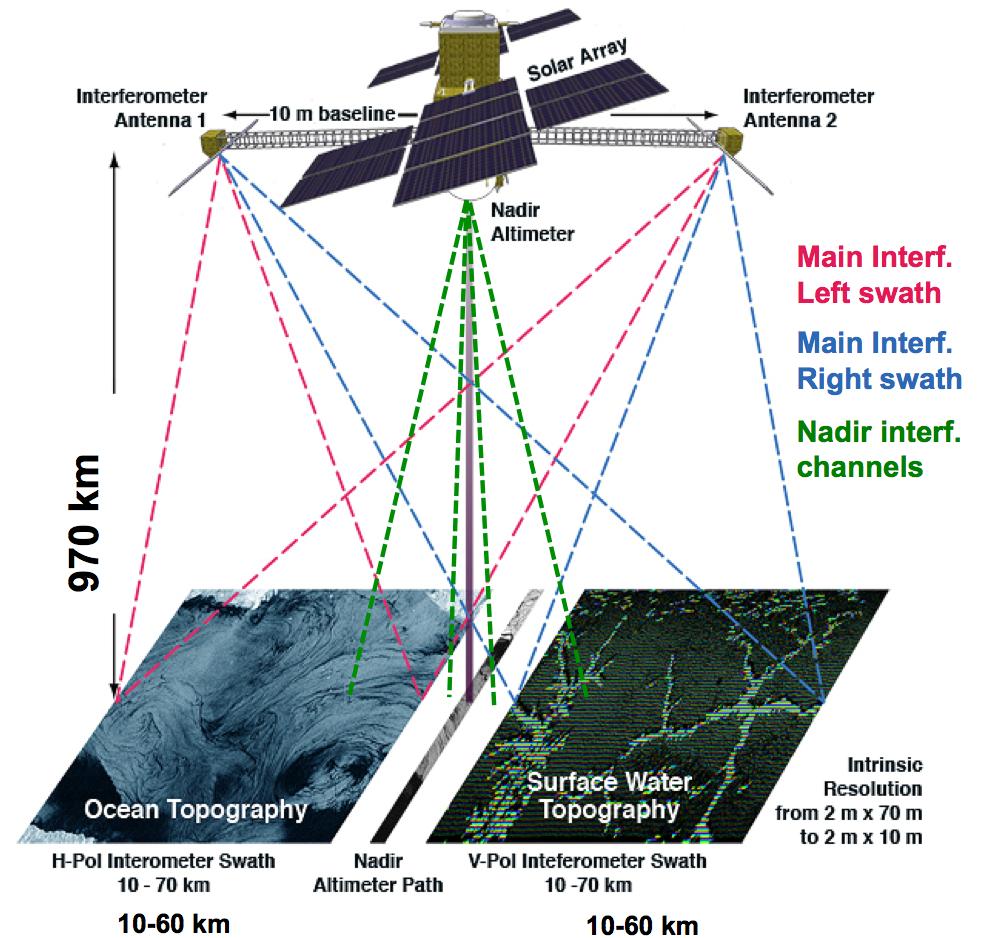 Solar Array
Interferometer
Antenna 1
10 m baseline
Interferometer
Antenna 2
Nadir
Altimeter
Main Interf.
Left swath
Main Interf.
Right swath
Nadir interf.
channels
970 km
Ocean Topography
Surface Water
Topography
Intrinsic
Resolution
from 2 m x 70 m
to 2 m x 10 m
H-Pol Interometer Swath
10 - 70 km
Nadir
Altimeter Path
V-Pol Inteferometer Swath
10 -70 km
10-60 km
10-60 km